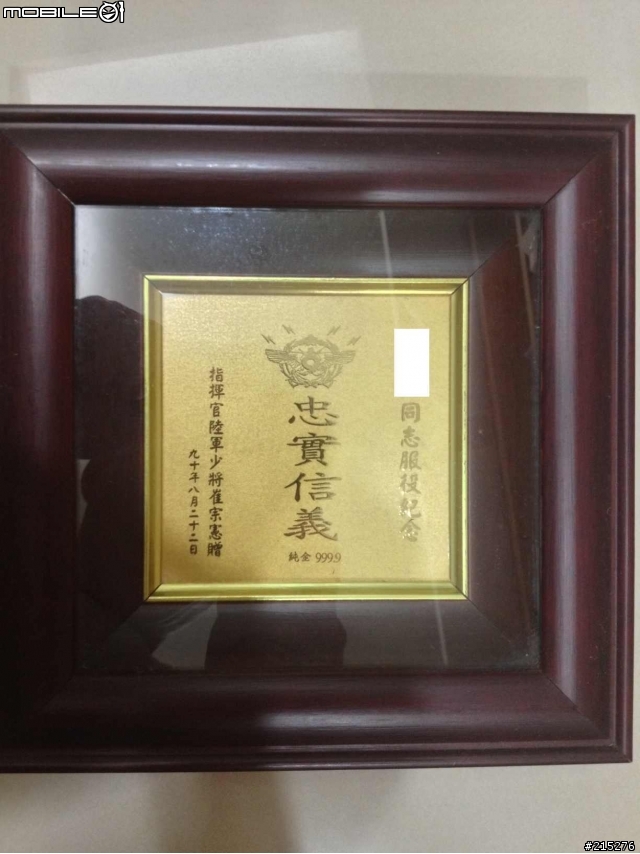 mobile01
同志服役紀念
忠實信義
純金 999.9
指揮官陸軍少將崔宗憲贈
九十年八月二十二日
#215276